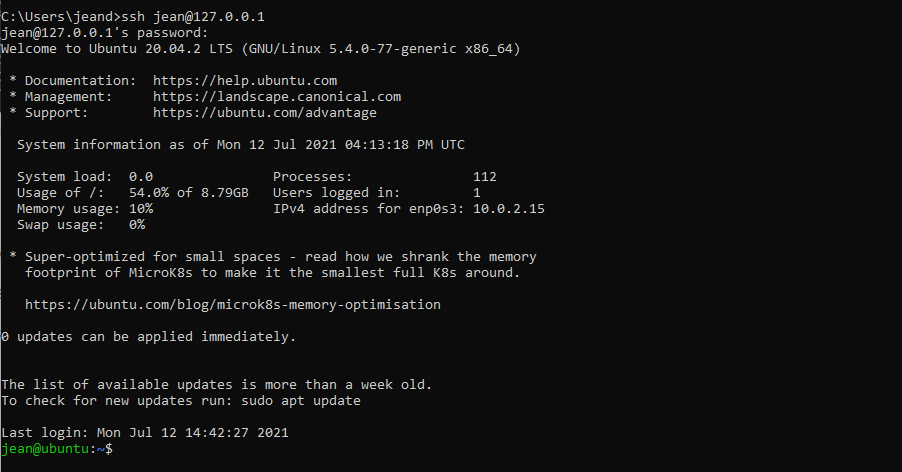 C:\Users\jeand>ssh jean@127.0.0.1
jean@127.0.0.1's password:
Welcome to Ubuntu 20.04.2 LTS (GNU/Linux 5.4.0-77-generic x86_64)

 * Documentation:  https://help.ubuntu.com
 * Management:     https://landscape.canonical.com
 * Support:        https://ubuntu.com/advantage

  System information as of Mon 12 Jul 2021 04:13:18 PM UTC

  System load:  0.0               Processes:               112
  Usage of /:   54.0% of 8.79GB   Users logged in:         1
  Memory usage: 10%               IPv4 address for enp0s3: 10.0.2.15
  Swap usage:   0%

 * Super-optimized for small spaces - read how we shrank the memory
   footprint of MicroK8s to make it the smallest full K8s around.

   https://ubuntu.com/blog/microk8s-memory-optimisation

0 updates can be applied immediately.


The list of available updates is more than a week old.
To check for new updates run: sudo apt update

Last login: Mon Jul 12 14:42:27 2021
jean@ubuntu:~$